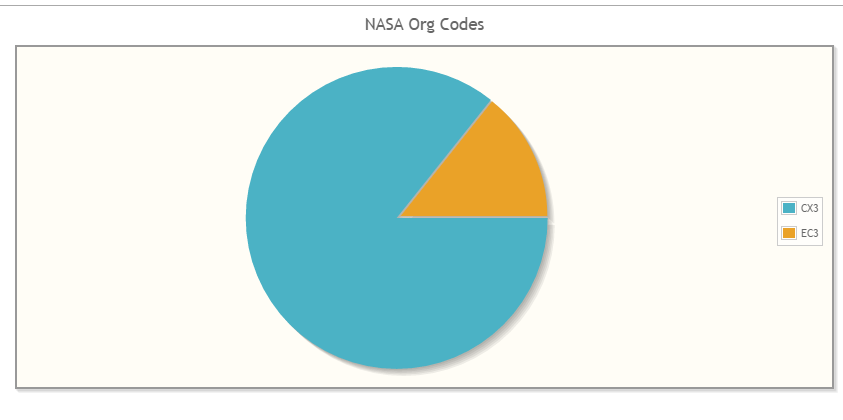 NASA Org Codes
CX3
EC3